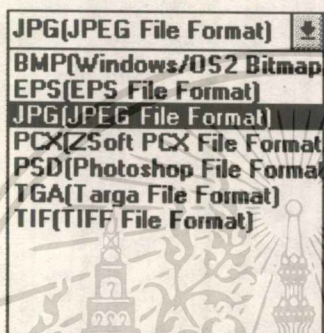 JPG(JPEG File Format)
BMP(Windows/OS2 Bitmap
EPS(EPS File Format)
JPG(JPEG File Format)
PCX(ZSoft PCX File Format
PSD(Photoshop File Format
TGA(Targa File Format)
TIF(TIFF File Format)